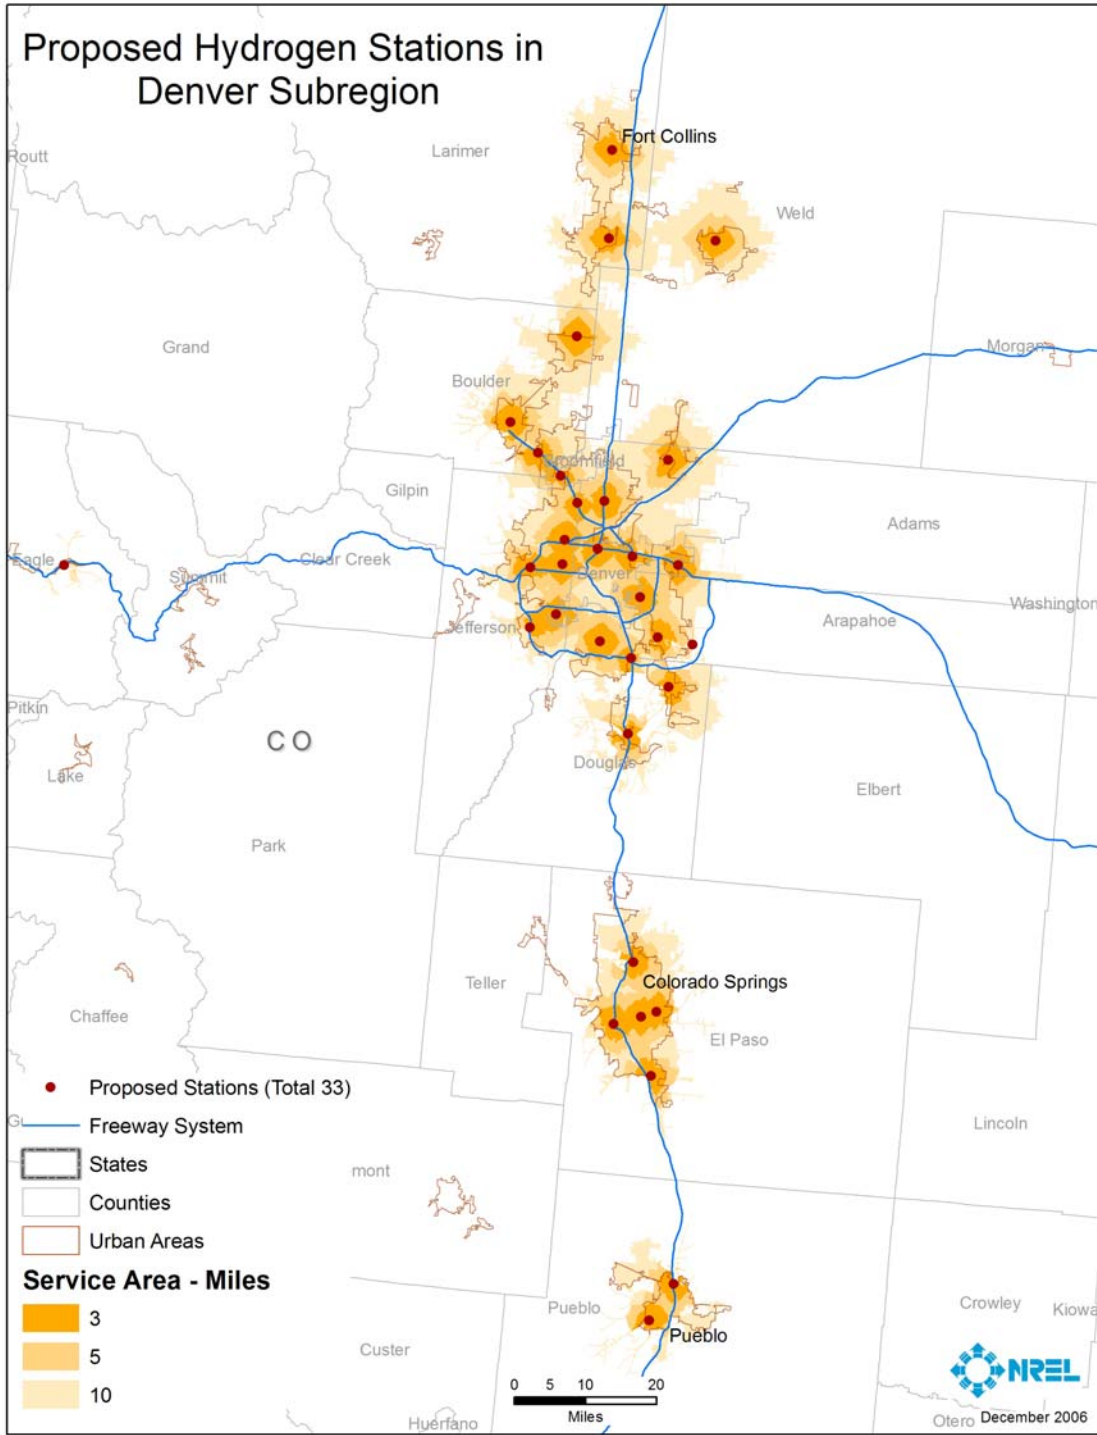 Proposed Hydrogen Stations in
Denver Subregion
Fort Collins
Routt
Larimer
Weld
Grand
Morgan
Boulder
Broomfield
Gilpin
Adams
Eagle
Clear Creek
Summit
Denver
Washington
Jefferson
Arapahoe
Pitkin
CO
Lake
Douglas
Elbert
Park
Teller
Colorado Springs
Chaffee
El Paso
Proposed Stations (Total 33)
Freeway System
Lincoln
States
mont
Counties
Urban Areas
Service Area - Miles
3
5
10
Pueblo
Pueblo
Crowley
Kiowa
Custer
0 5 10 20
Miles
Huerfano
NREL
Otero
December 2006